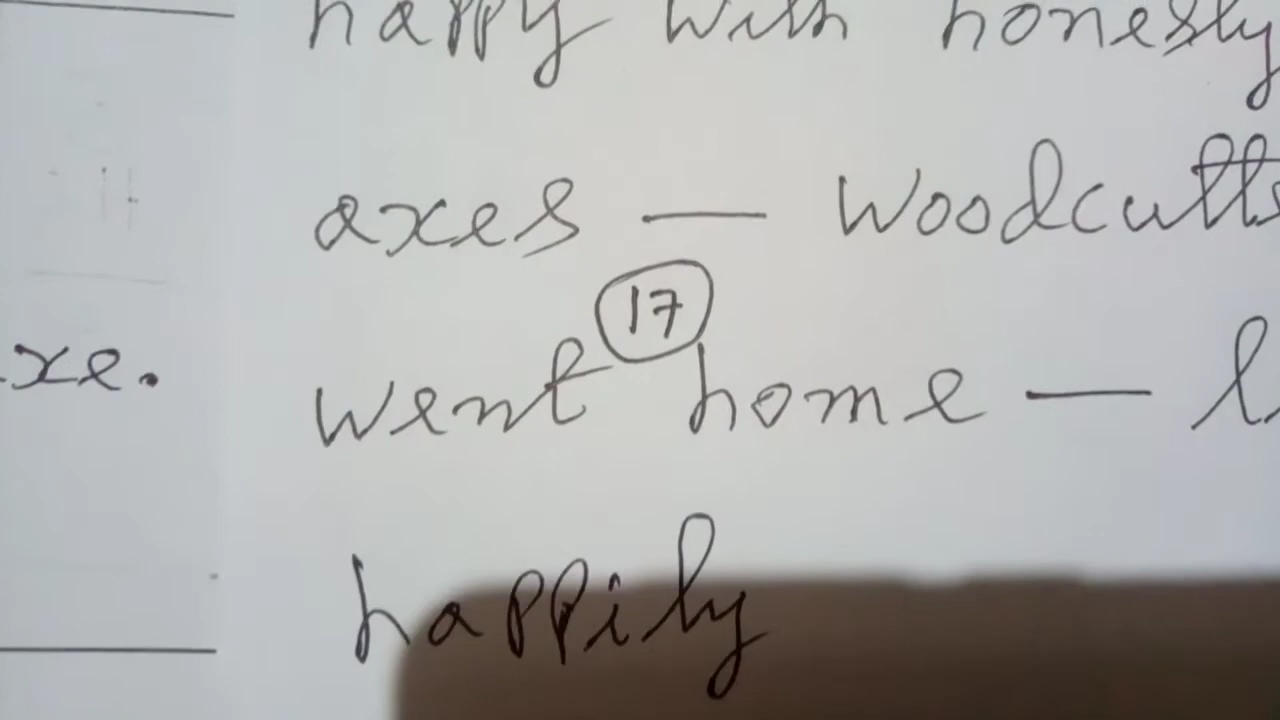 happy with honesty
axes — Woodcutt
17
xe.
went home — l
happily